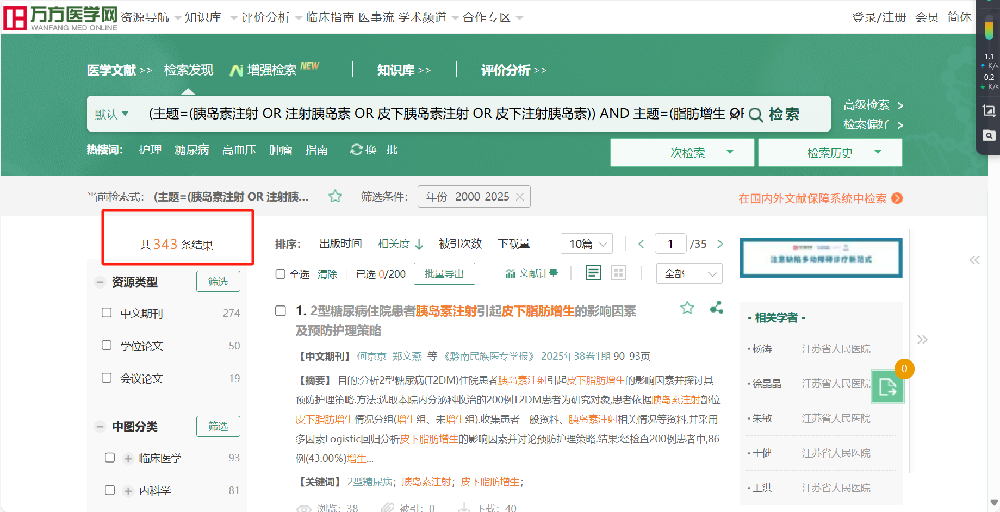 万方医学网
WANFANG MED ONLINE
资源导航 知识库 评价分析 临床指南 医事流 学术频道 合作专区
登录/注册 会员 简体
1.1
K/s
0.2
K/s
医学文献 >> 检索发现 Ai 增强检索 NEW 知识库 >> 评价分析 >>
默认 (主题=(胰岛素注射 OR 注射胰岛素 OR 皮下胰岛素注射 OR 皮下注射胰岛素)) AND 主题=(脂肪增生 OR 检索
高级检索
检索偏好
热搜词: 护理 糖尿病 高血压 肿瘤 指南 换一批
二次检索 检索历史
当前检索式: (主题=(胰岛素注射 OR 注射胰... 筛选条件: 年份=2000-2025
在国内外文献保障系统中检索
共 343 条结果
排序: 出版时间 相关度 被引次数 下载量 10篇 1 /35
全选 清除 已选 0/200 批量导出 文献计量 全部
资源类型 筛选
中文期刊 274
学位论文 50
会议论文 19
中图分类 筛选
临床医学 93
内科学 81
1. 2型糖尿病住院患者胰岛素注射引起皮下脂肪增生的影响因素
及预防护理策略
【中文期刊】 何京京 郑文燕 等 《黔南民族医专学报》 2025年38卷1期 90-93页
【摘要】 目的:分析2型糖尿病(T2DM)住院患者胰岛素注射引起皮下脂肪增生的影响因素并探讨其
预防护理策略.方法:选取本院内分泌科收治的200例T2DM患者为研究对象,患者依据胰岛素注射部位
皮下脂肪增生情况分组(增生组、未增生组).收集患者一般资料、胰岛素注射相关情况等资料,并采用
多因素Logistic回归分析皮下脂肪增生的影响因素并讨论预防护理策略.结果:经检查200例患者中,86
例(43.00%)增生...
【关键词】 2型糖尿病; 胰岛素注射; 皮下脂肪增生;
浏览: 38 被引: 0 下载: 40
注意缺陷多动障碍诊疗新范式
- 相关学者 -
· 杨涛 江苏省人民医院
· 徐晶晶 江苏省人民医院
· 朱敏 江苏省人民医院
· 于健 江苏省人民医院
· 王洪 江苏省人民医院
0